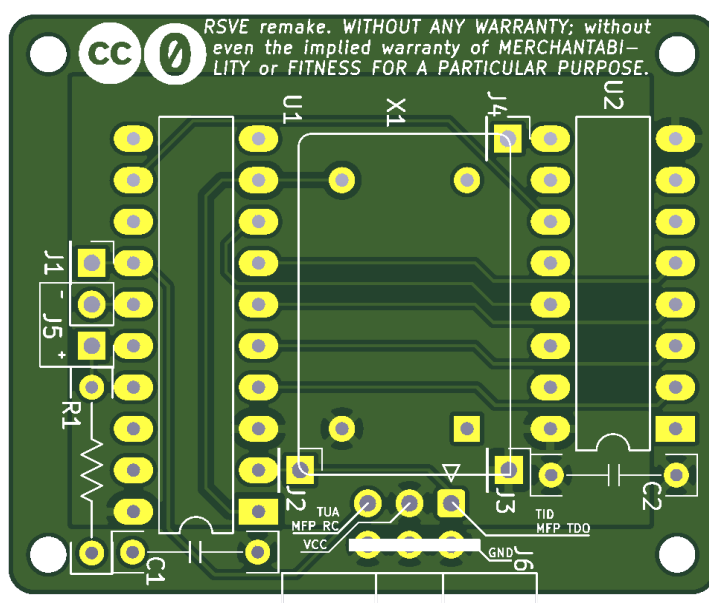 RSVE remake. WITHOUT ANY WARRANTY; without
even the implied warranty of MERCHANTABI-
LITY or FITNESS FOR A PARTICULAR PURPOSE.
cc 0
U1
X1
J4
U2
J1
-
J5
+
R1
J2
J3
C2
TUA
MFP RC
VCC
TID
MFP TDO
GND
J6
C1